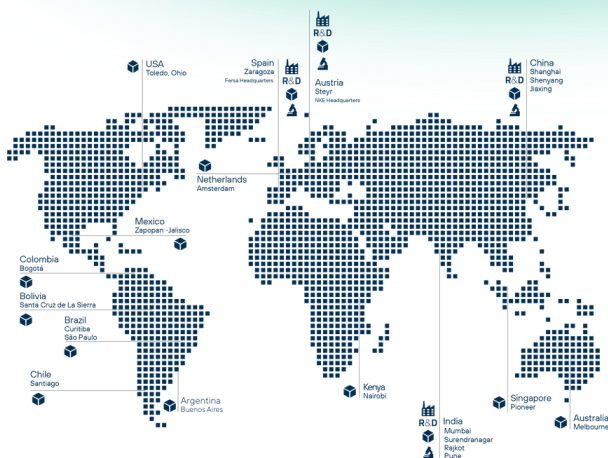 R&D
USA
Toledo, Ohio
Spain
Zaragoza
Fersa Headquarters
R&D
Austria
Steyr
NKE Headquarters
R&D
China
Shanghai
Shenyang
Jiaxing
Netherlands
Amsterdam
Mexico
Zapopan -Jalisco
Colombia
Bogotá
Bolivia
Santa Cruz de La Sierra
Brazil
Curitiba
São Paulo
Chile
Santiago
Argentina
Buenos Aires
Kenya
Nairobi
R&D
India
Mumbai
Surendranagar
Rajkot
Pune
Singapore
Pioneer
Australia
Melbourne